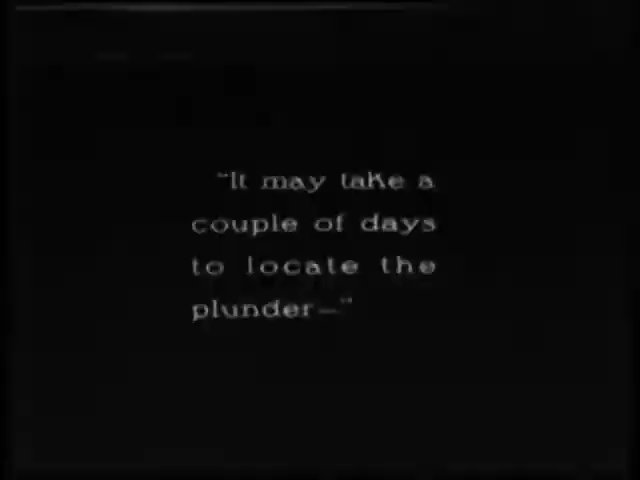 "It may take a
couple of days
to locate the
plunder—"